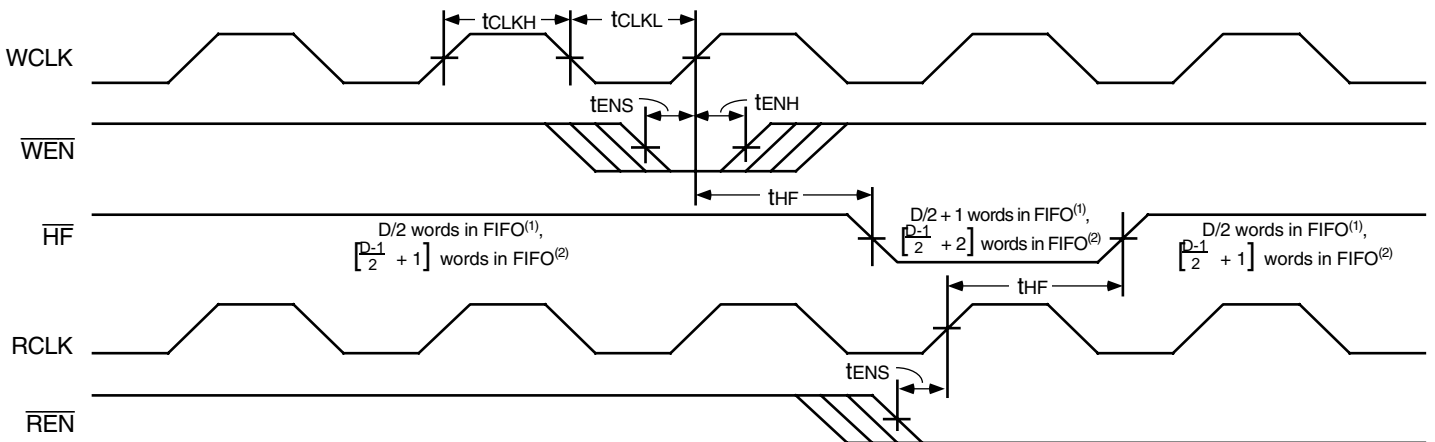 tCLKH
tCLKL
WCLK
tENS
tENH
WEN
tHF
HF
D/2 words in FIFO(1),
[D-1/2 + 1] words in FIFO(2)
D/2 + 1 words in FIFO(1),
[D-1/2 + 2] words in FIFO(2)
D/2 words in FIFO(1),
[D-1/2 + 1] words in FIFO(2)
tHF
RCLK
tENS
REN